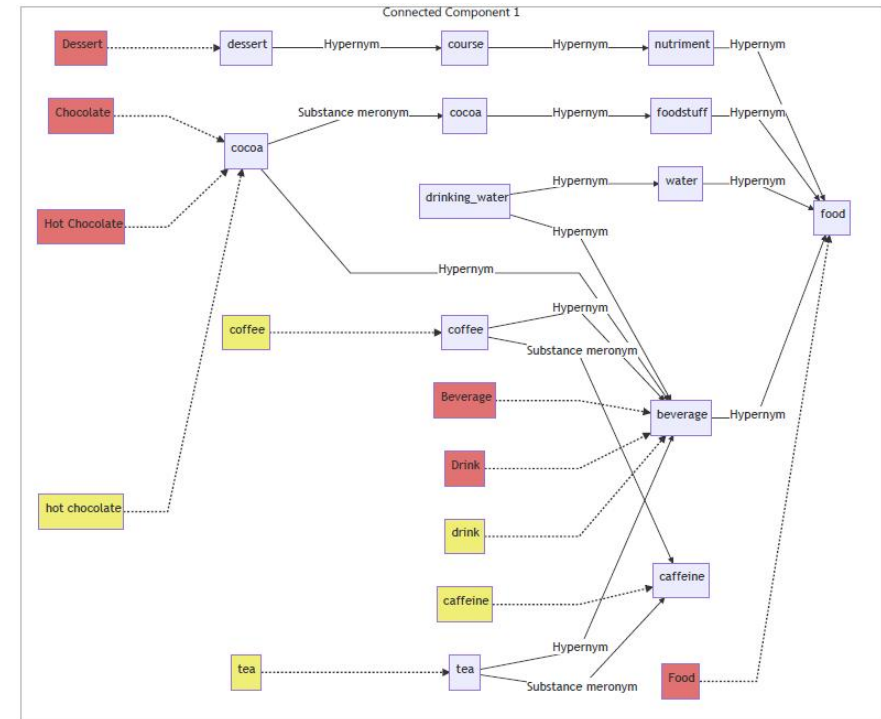 Connected Component 1
Dessert
dessert
Hypernym
course
Hypernym
nutriment
Hypernym
Chocolate
Substance meronym
cocoa
Hypernym
foodstuff
Hypernym
cocoa
drinking_water
Hypernym
water
Hypernym
Hot Chocolate
food
Hypernym
Hypernym
coffee
coffee
Hypernym
Substance meronym
Beverage
beverage
Hypernym
Drink
hot chocolate
drink
caffeine
caffeine
tea
tea
Hypernym
Substance meronym
Food